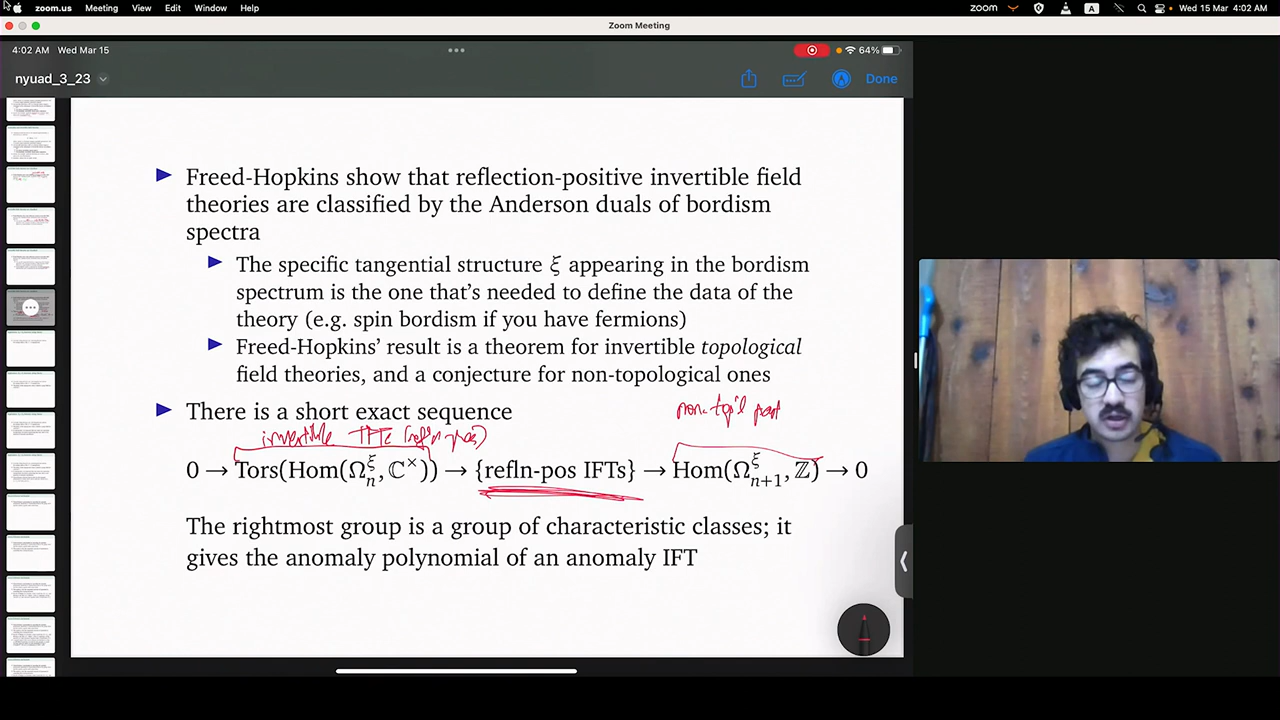 zoom.us Meeting View Edit Window Help zoom A Wed 15 Mar 4:02 AM
Zoom Meeting
4:02 AM Wed Mar 15 64%
nyuad_3_23 Done
▶ Freed-Hopkins show that reflection-positive invertible field
theories are classified by the Anderson duals of bordism
spectra
▶ The specific tangential structure ξ appearing in the bordism
spectrum is the one that's needed to define the data of the
theory (e.g. spin bordism if you have fermions)
▶ Freed-Hopkins' result is a theorem for invertible topological
field theories, and a conjecture for non-topological ones
▶ There is a short exact sequence
non-top'l part
invertible
0 → Tors(Hom(Ωₙ^ξ, ℂ^×)) {refln-pos IFTs} → Hom(Ω^ξ_{n+1}, ℤ) → 0
The rightmost group is a group of characteristic classes; it
gives the anomaly polynomial of an anomaly IFT